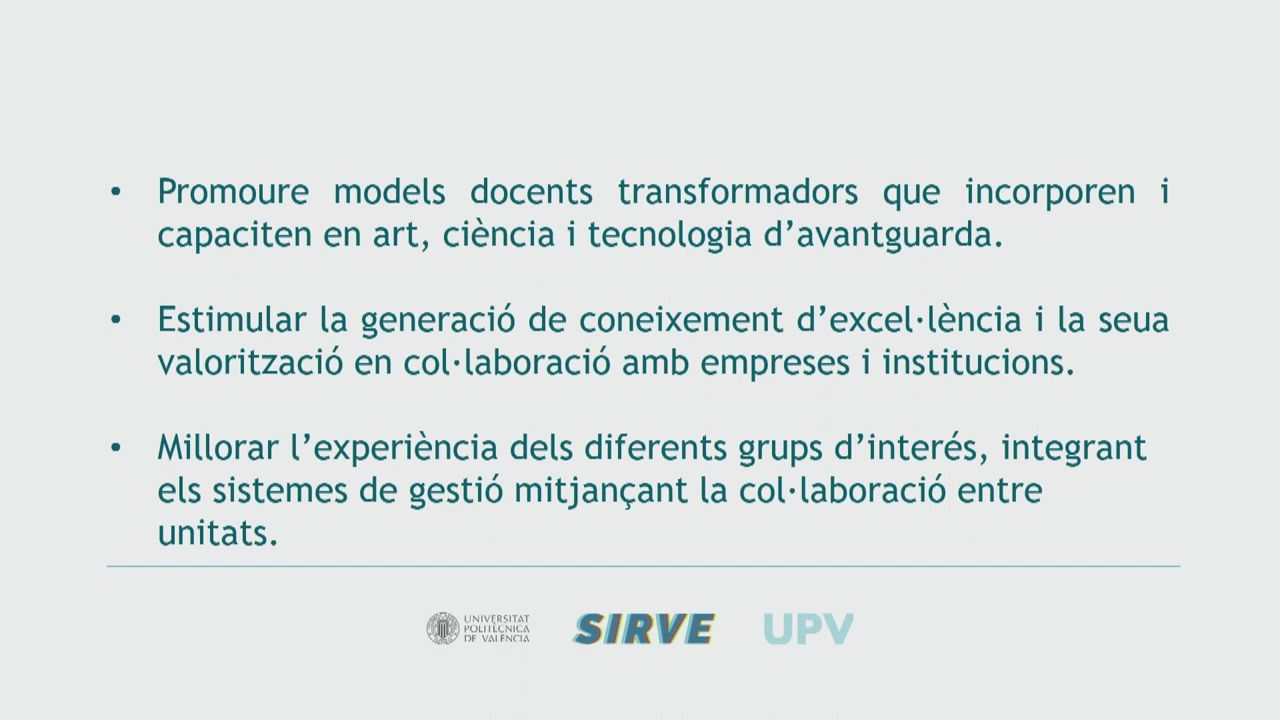 • Promoure models docents transformadors que incorporen i
capaciten en art, ciència i tecnologia d’avantguarda.
• Estimular la generació de coneixement d’excel·lència i la seua
valorització en col·laboració amb empreses i institucions.
• Millorar l’experiència dels diferents grups d’interés, integrant
els sistemes de gestió mitjançant la col·laboració entre
unitats.
UNIVERSITAT
POLITÈCNICA
DE VALÈNCIA
SIRVE
UPV